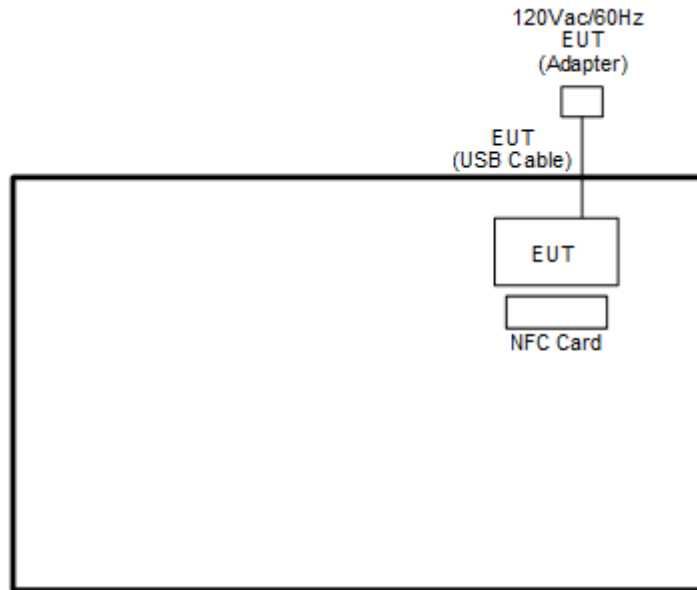 120Vac/60Hz
EUT
(Adapter)
EUT
(USB Cable)
EUT
NFC Card